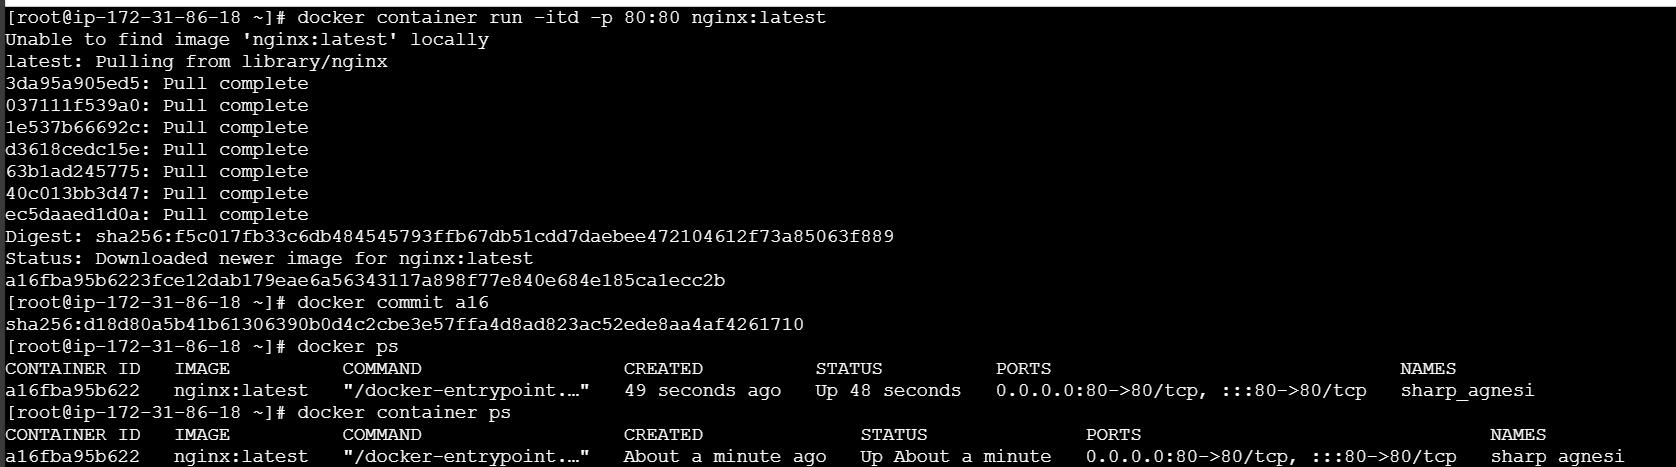 [root@ip-172-31-86-18 ~]# docker container run -itd -p 80:80 nginx:latest
Unable to find image 'nginx:latest' locally
latest: Pulling from library/nginx
3da95a905ed5: Pull complete
037111f539a0: Pull complete
1e537b66692c: Pull complete
d3618cedc15e: Pull complete
63b1ad245775: Pull complete
40c013bb3d47: Pull complete
ec5daaed1d0a: Pull complete
Digest: sha256:f5c017fb33c6db484545793ffb67db51cdd7daebee472104612f73a85063f889
Status: Downloaded newer image for nginx:latest
a16fba95b6223fce12dab179eae6a56343117a898f77e840e684e185ca1ecc2b
[root@ip-172-31-86-18 ~]# docker commit a16
sha256:d18d80a5b41b61306390b0d4c2cbe3e57ffa4d8ad823ac52ede8aa4af4261710
[root@ip-172-31-86-18 ~]# docker ps
CONTAINER ID   IMAGE          COMMAND                  CREATED          STATUS          PORTS                               NAMES
a16fba95b622   nginx:latest   "/docker-entrypoint.…"   49 seconds ago   Up 48 seconds   0.0.0.0:80->80/tcp, :::80->80/tcp   sharp_agnesi
[root@ip-172-31-86-18 ~]# docker container ps
CONTAINER ID   IMAGE          COMMAND                  CREATED              STATUS              PORTS                               NAMES
a16fba95b622   nginx:latest   "/docker-entrypoint.…"   About a minute ago   Up About a minute   0.0.0.0:80->80/tcp, :::80->80/tcp   sharp_agnesi